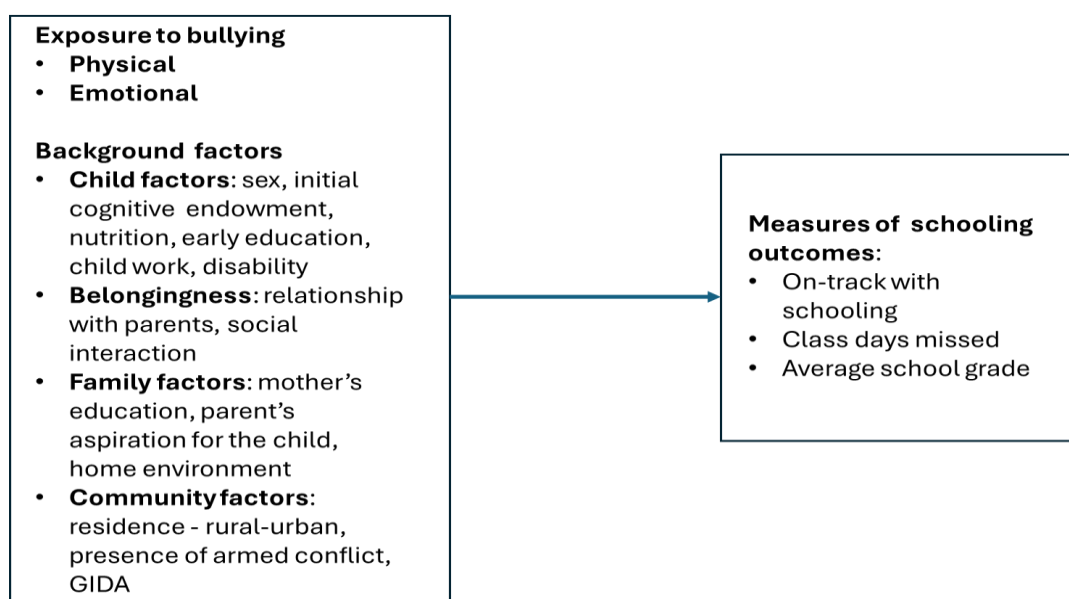 Exposure to bullying
• Physical
• Emotional
Background factors
• Child factors: sex, initial
cognitive endowment,
nutrition, early education,
child work, disability
• Belongingness: relationship
with parents, social
interaction
• Family factors: mother's
education, parent's
aspiration for the child,
home environment
• Community factors:
residence - rural-urban,
presence of armed conflict,
GIDA
Measures of schooling
outcomes:
• On-track with
schooling
• Class days missed
• Average school grade